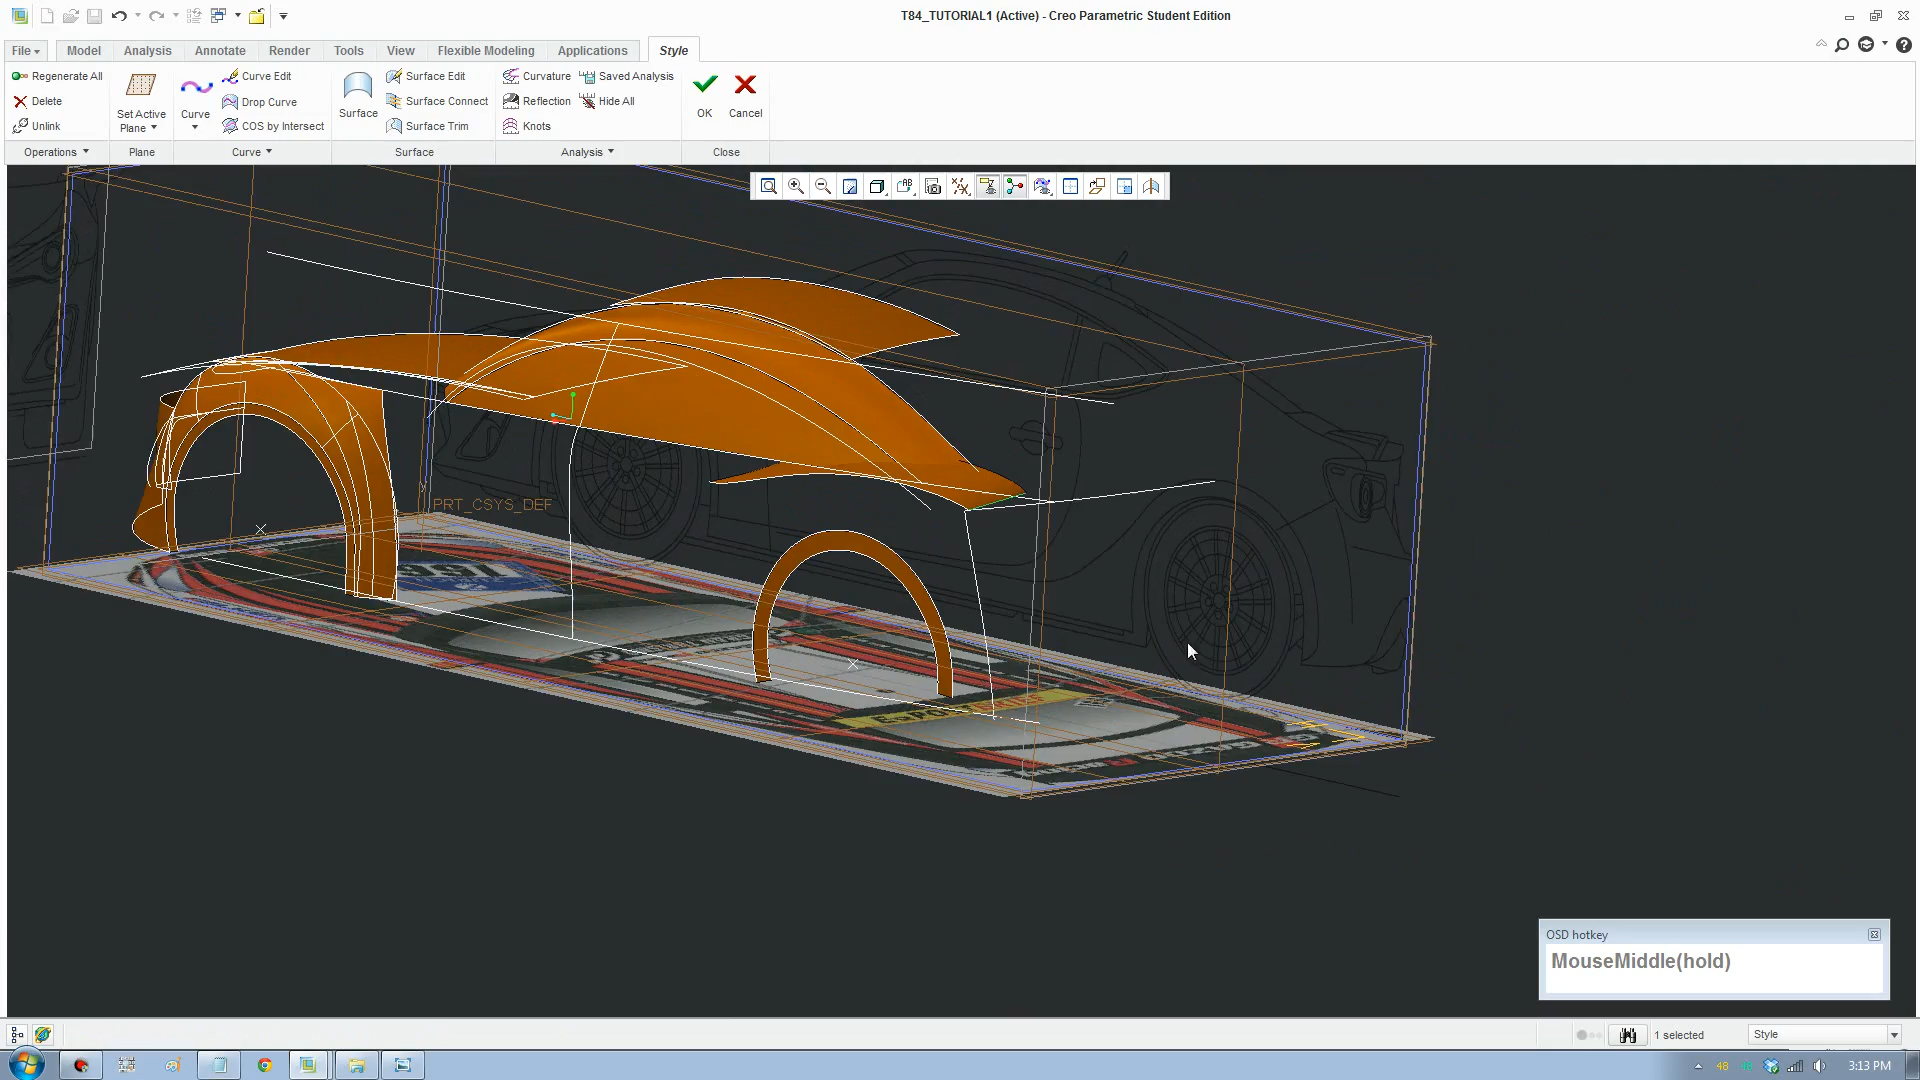 T84_TUTORIAL1 (Active) - Creo Parametric Student Edition
File Model Analysis Annotate Render Tools View Flexible Modeling Applications Style
Regenerate All
Delete
Unlink
Operations
Set Active
Plane
Plane
Curve
Curve Edit
Drop Curve
COS by Intersect
Curve
Surface
Surface Edit
Surface Connect
Surface Trim
Surface
Curvature
Reflection
Knots
Saved Analysis
Hide All
Analysis
OK
Cancel
Close
PRT_CSYS_DEF
OSD hotkey
MouseMiddle(hold)
1 selected
Style
48
3:13 PM